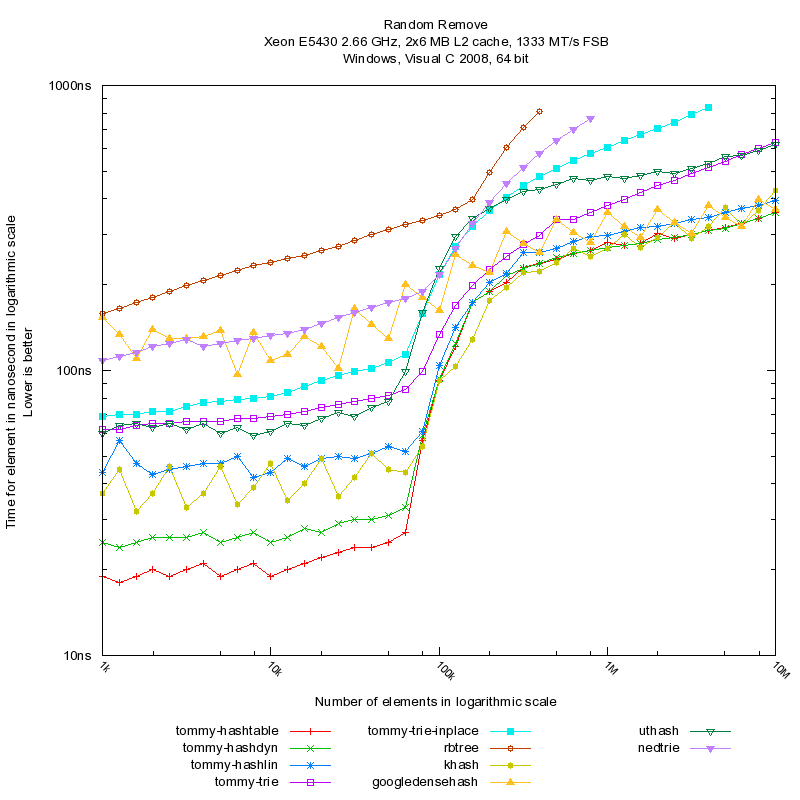 Random Remove
Xeon E5430 2.66 GHz, 2x6 MB L2 cache, 1333 MT/s FSB
Windows, Visual C 2008, 64 bit
1000ns
100ns
10ns
Time for element in nanosecond in logarithmic scale
Lower is better
1k
10k
100k
1M
10M
Number of elements in logarithmic scale
tommy-hashtable
tommy-hashdyn
tommy-hashlin
tommy-trie
tommy-trie-inplace
rbtree
khash
googledensehash
uthash
nedtrie